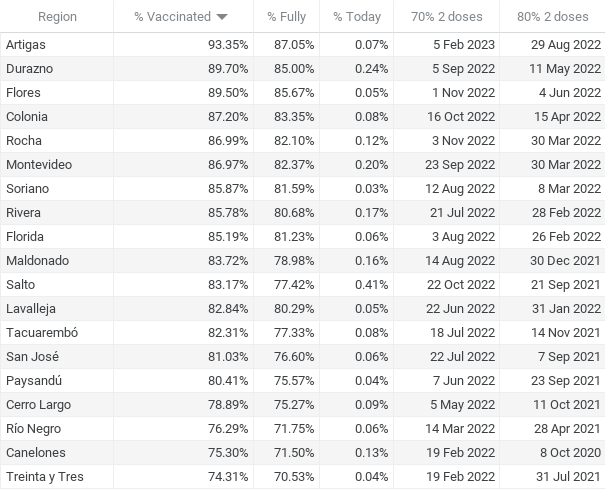 Region % Vaccinated % Fully % Today 70% 2 doses 80% 2 doses
Artigas 93.35% 87.05% 0.07% 5 Feb 2023 29 Aug 2022
Durazno 89.70% 85.00% 0.24% 5 Sep 2022 11 May 2022
Flores 89.50% 85.67% 0.05% 1 Nov 2022 4 Jun 2022
Colonia 87.20% 83.35% 0.08% 16 Oct 2022 15 Apr 2022
Rocha 86.99% 82.10% 0.12% 3 Nov 2022 30 Mar 2022
Montevideo 86.97% 82.37% 0.20% 23 Sep 2022 30 Mar 2022
Soriano 85.87% 81.59% 0.03% 12 Aug 2022 8 Mar 2022
Rivera 85.78% 80.68% 0.17% 21 Jul 2022 28 Feb 2022
Florida 85.19% 81.23% 0.06% 3 Aug 2022 26 Feb 2022
Maldonado 83.72% 78.98% 0.16% 14 Aug 2022 30 Dec 2021
Salto 83.17% 77.42% 0.41% 22 Oct 2022 21 Sep 2021
Lavalleja 82.84% 80.29% 0.05% 22 Jun 2022 31 Jan 2022
Tacuarembó 82.31% 77.33% 0.08% 18 Jul 2022 14 Nov 2021
San José 81.03% 76.60% 0.06% 22 Jul 2022 7 Sep 2021
Paysandú 80.41% 75.57% 0.04% 7 Jun 2022 23 Sep 2021
Cerro Largo 78.89% 75.27% 0.09% 5 May 2022 11 Oct 2021
Río Negro 76.29% 71.75% 0.06% 14 Mar 2022 28 Apr 2021
Canelones 75.30% 71.50% 0.13% 19 Feb 2022 8 Oct 2020
Treinta y Tres 74.31% 70.53% 0.04% 19 Feb 2022 31 Jul 2021